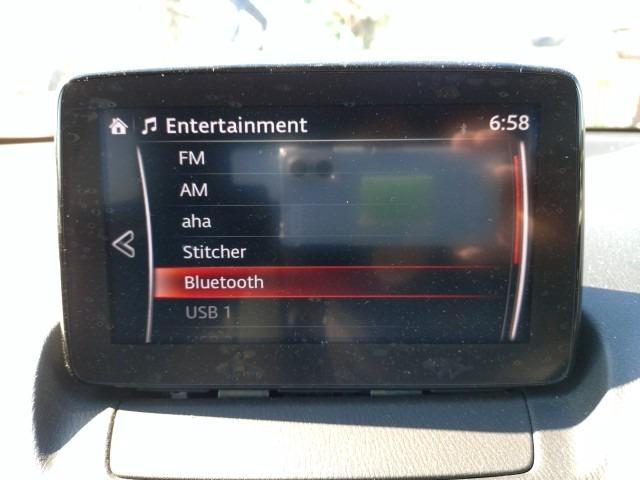 Entertainment 6:58
FM
AM
aha
Stitcher
Bluetooth
USB 1